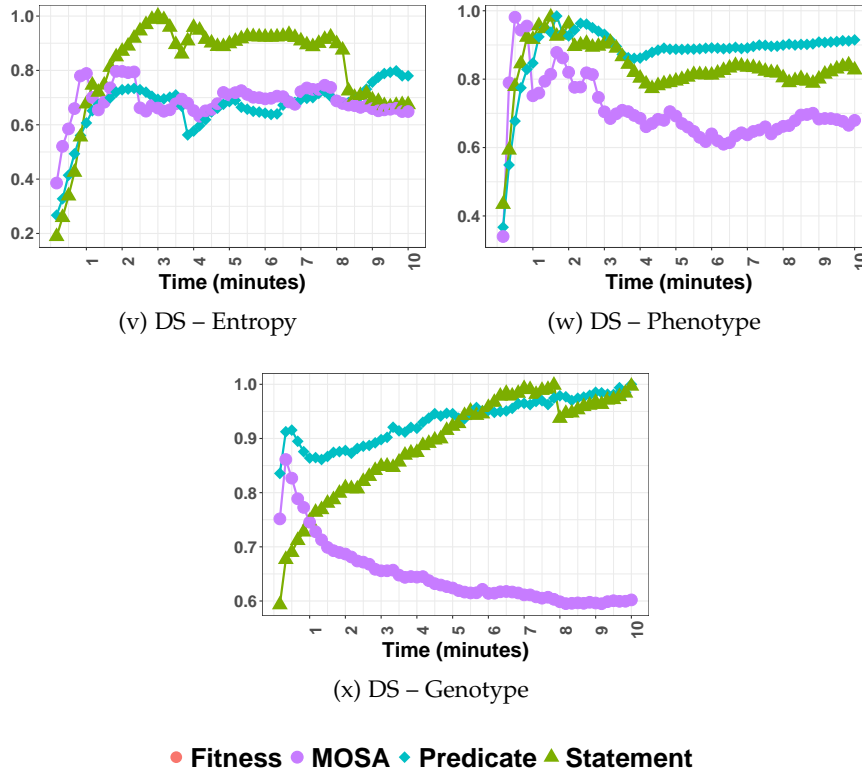 1.0
0.8
0.6
0.4
0.2
1 2 3 4 5 6 7 8 9 10
Time (minutes)
(v) DS – Entropy
1.0
0.8
0.6
0.4
1 2 3 4 5 6 7 8 9 10
Time (minutes)
(w) DS – Phenotype
1.0
0.9
0.8
0.7
0.6
1 2 3 4 5 6 7 8 9 10
Time (minutes)
(x) DS – Genotype
Fitness MOSA Predicate Statement